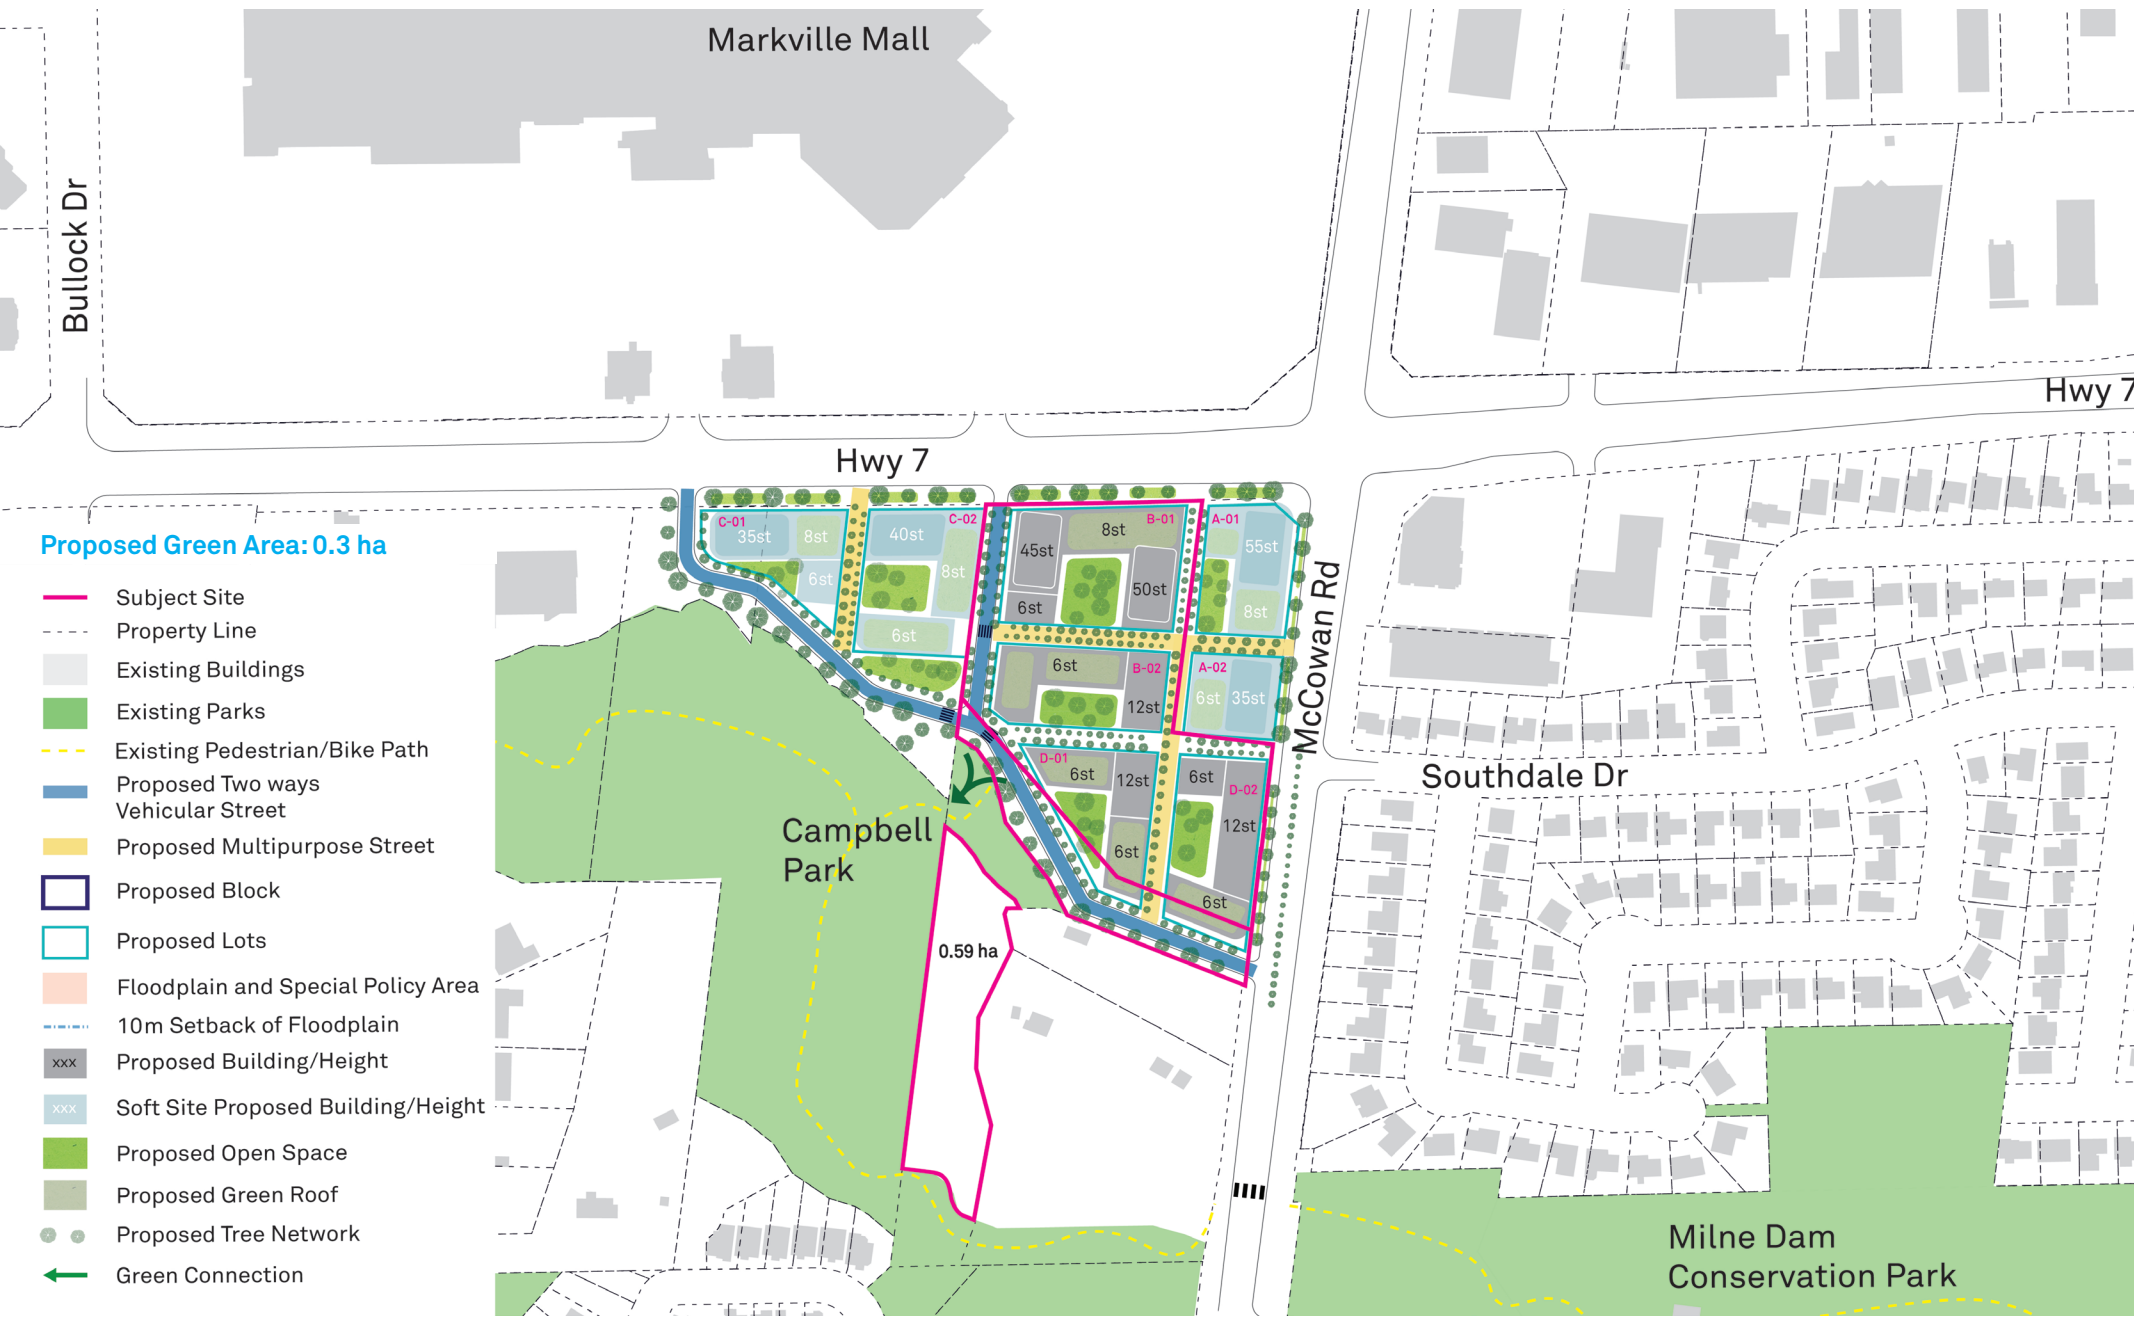 Markville Mall
Bullock Dr
Hwy 7
Hwy 7
McCowan Rd
Southdale Dr
Campbell
Park
0.59 ha
Milne Dam
Conservation Park
C-01
35st
8st
6st
C-02
40st
8st
6st
B-01
8st
45st
50st
6st
A-01
55st
8st
B-02
6st
12st
A-02
6st
35st
D-01
6st
12st
6st
6st
D-02
12st
6st
Proposed Green Area: 0.3 ha
Subject Site
Property Line
Existing Buildings
Existing Parks
Existing Pedestrian/Bike Path
Proposed Two ways
Vehicular Street
Proposed Multipurpose Street
Proposed Block
Proposed Lots
Floodplain and Special Policy Area
10m Setback of Floodplain
xxx
Proposed Building/Height
xxx
Soft Site Proposed Building/Height
Proposed Open Space
Proposed Green Roof
Proposed Tree Network
Green Connection